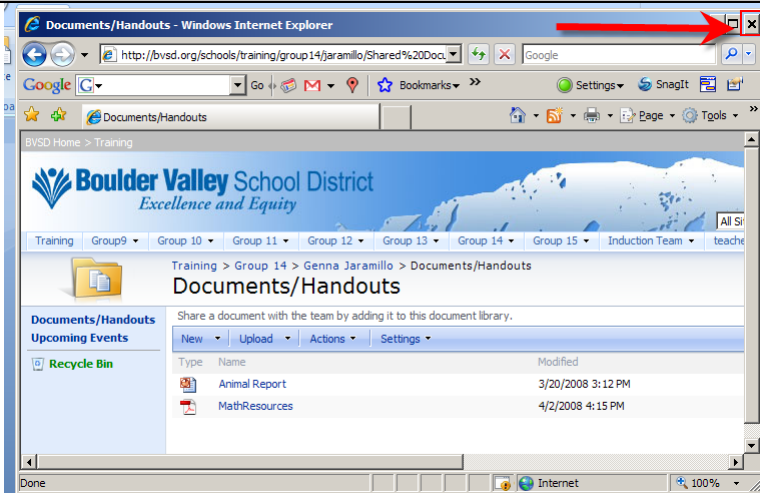 Documents/Handouts - Windows Internet Explorer
http://bvsd.org/schools/training/group14/jaramillo/Shared%20Docu
Google
Google G Go Bookmarks Settings SnagIt
Documents/Handouts Page Tools
BVSD Home > Training
Boulder Valley School District
Excellence and Equity
All Si
Training Group9 Group 10 Group 11 Group 12 Group 13 Group 14 Group 15 Induction Team teache
Training > Group 14 > Genna Jaramillo > Documents/Handouts
Documents/Handouts
Share a document with the team by adding it to this document library.
Documents/Handouts
Upcoming Events
Recycle Bin
New Upload Actions Settings
Type Name Modified
Animal Report 3/20/2008 3:12 PM
MathResources 4/2/2008 4:15 PM
Done Internet 100%